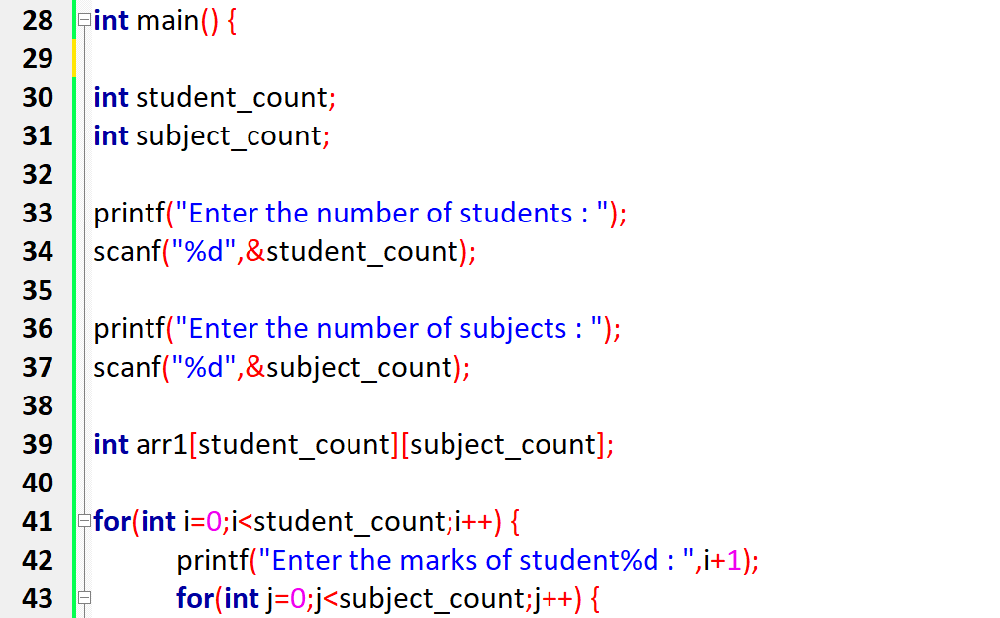 28 int main() {
29
30 int student_count;
31 int subject_count;
32
33 printf("Enter the number of students : ");
34 scanf("%d",&student_count);
35
36 printf("Enter the number of subjects : ");
37 scanf("%d",&subject_count);
38
39 int arr1[student_count][subject_count];
40
41 for(int i=0;i<student_count;i++) {
42 printf("Enter the marks of student%d : ",i+1);
43 for(int j=0;j<subject_count;j++) {